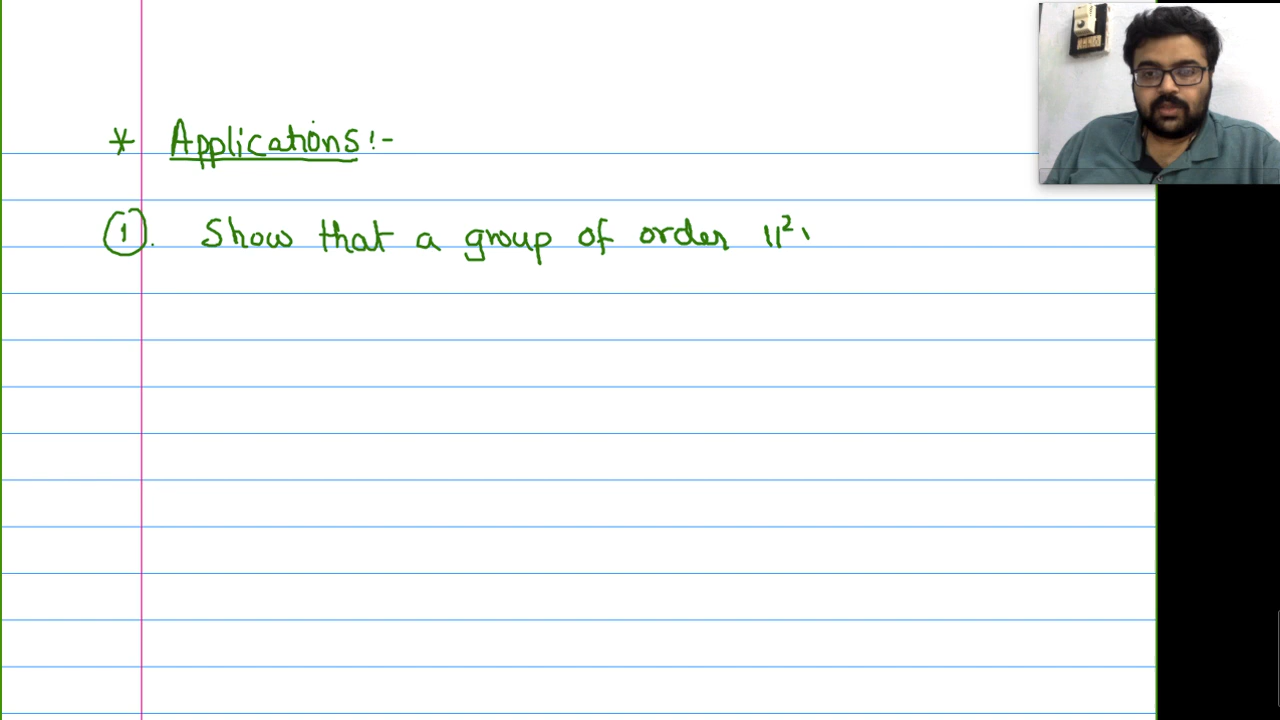 * Applications:-
①. Show that a group of order 11².